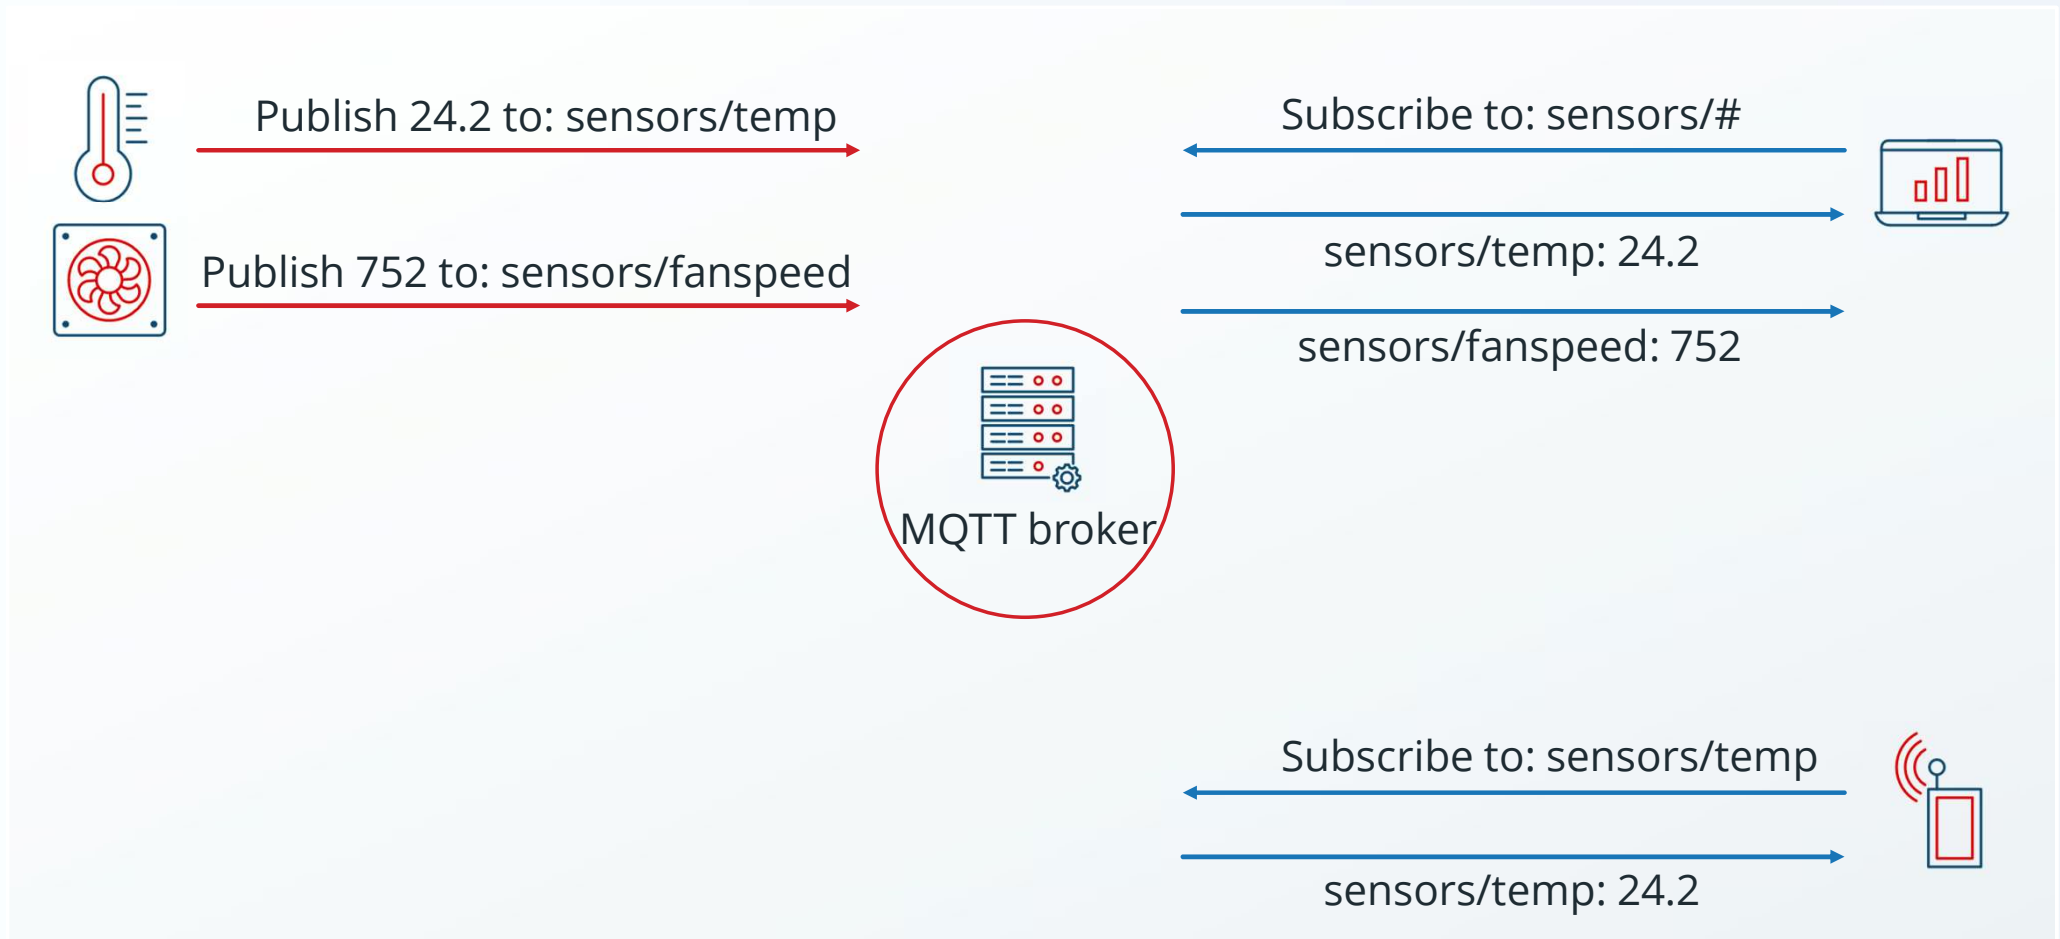 Publish 24.2 to: sensors/temp
Publish 752 to: sensors/fanspeed
MQTT broker
Subscribe to: sensors/#
sensors/temp: 24.2
sensors/fanspeed: 752
Subscribe to: sensors/temp
sensors/temp: 24.2